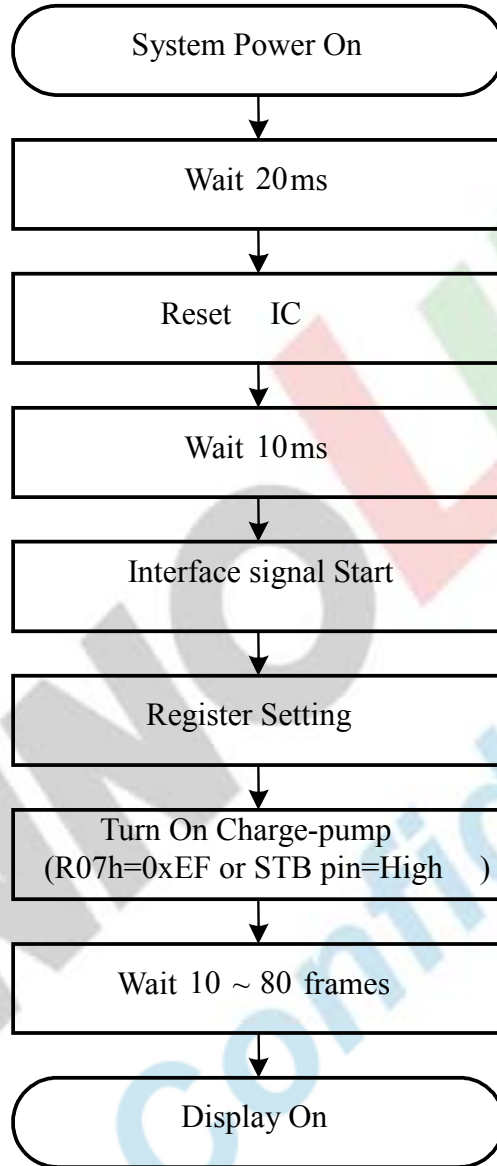 System Power On
Wait 20ms
Reset IC
Wait 10ms
Interface signal Start
Register Setting
Turn On Charge-pump
(R07h=0xEF or STB pin=High )
Wait 10 ~ 80 frames
Display On